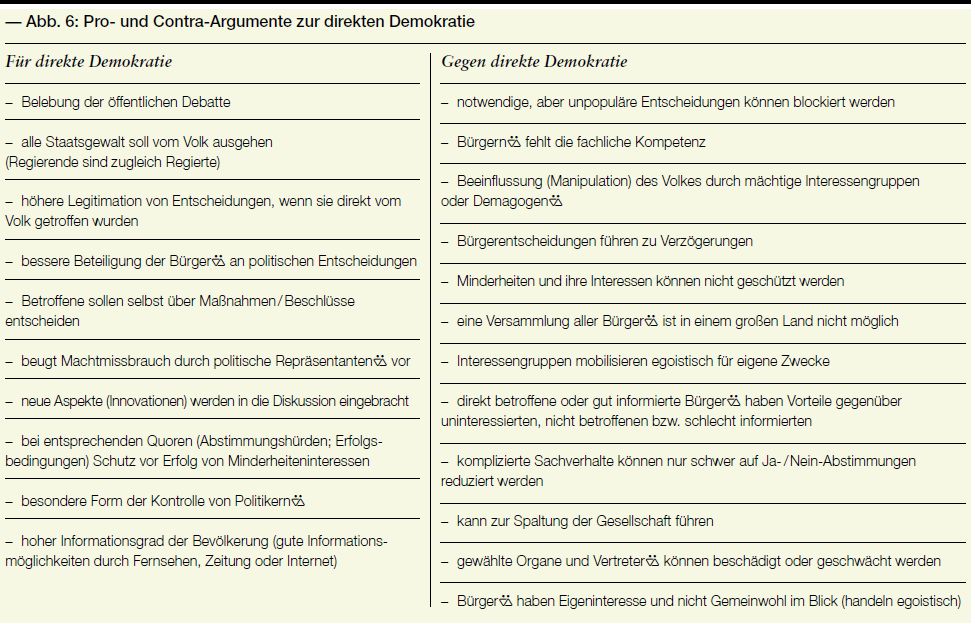 — Abb. 6: Pro- und Contra-Argumente zur direkten Demokratie
Für direkte Demokratie
– Belebung der öffentlichen Debatte
– alle Staatsgewalt soll vom Volk ausgehen
(Regierende sind zugleich Regierte)
– höhere Legitimation von Entscheidungen, wenn sie direkt vom
Volk getroffen wurden
– bessere Beteiligung der Bürger an politischen Entscheidungen
– Betroffene sollen selbst über Maßnahmen/Beschlüsse
entscheiden
– beugt Machtmissbrauch durch politische Repräsentanten vor
– neue Aspekte (Innovationen) werden in die Diskussion eingebracht
– bei entsprechenden Quoren (Abstimmungshürden; Erfolgs-
bedingungen) Schutz vor Erfolg von Minderheiteninteressen
– besondere Form der Kontrolle von Politikern
– hoher Informationsgrad der Bevölkerung (gute Informations-
möglichkeiten durch Fernsehen, Zeitung oder Internet)
Gegen direkte Demokratie
– notwendige, aber unpopuläre Entscheidungen können blockiert werden
– Bürgern fehlt die fachliche Kompetenz
– Beeinflussung (Manipulation) des Volkes durch mächtige Interessengruppen
oder Demagogen
– Bürgerentscheidungen führen zu Verzögerungen
– Minderheiten und ihre Interessen können nicht geschützt werden
– eine Versammlung aller Bürger ist in einem großen Land nicht möglich
– Interessengruppen mobilisieren egoistisch für eigene Zwecke
– direkt betroffene oder gut informierte Bürger haben Vorteile gegenüber
uninteressierten, nicht betroffenen bzw. schlecht informierten
– komplizierte Sachverhalte können nur schwer auf Ja-/Nein-Abstimmungen
reduziert werden
– kann zur Spaltung der Gesellschaft führen
– gewählte Organe und Vertreter können beschädigt oder geschwächt werden
– Bürger haben Eigeninteresse und nicht Gemeinwohl im Blick (handeln egoistisch)